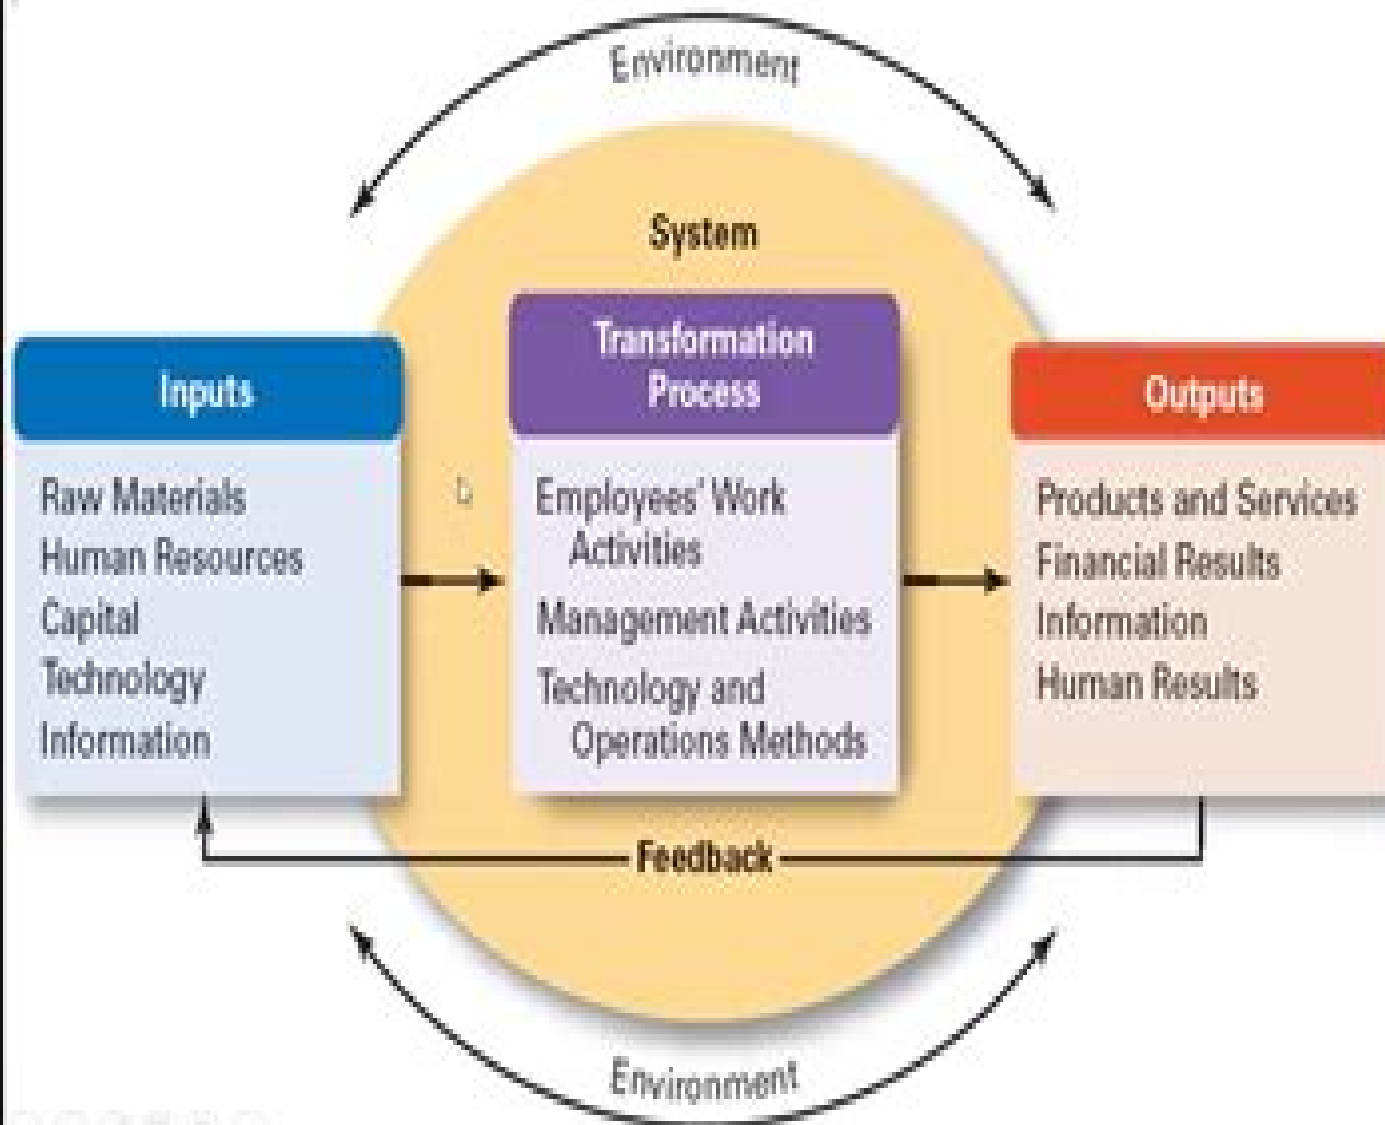 Environment
System
Inputs
Raw Materials
Human Resources
Capital
Technology
Information
Transformation
Process
Employees' Work
Activities
Management Activities
Technology and
Operations Methods
Outputs
Products and Services
Financial Results
Information
Human Results
Feedback
Environment